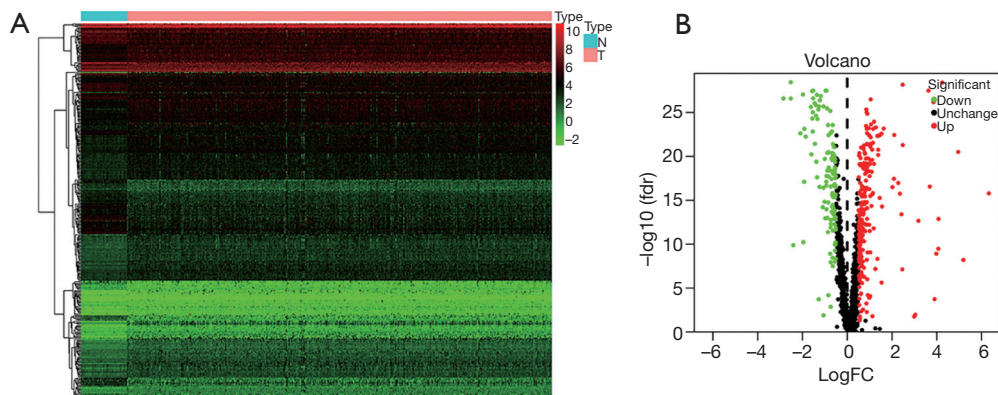 A
Type
10
8
6
4
2
0
−2
Type
N
T
B
Volcano
Significant
Down
Unchange
Up
−log10 (fdr)
25
20
15
10
5
0
−6
−4
−2
0
2
4
6
LogFC